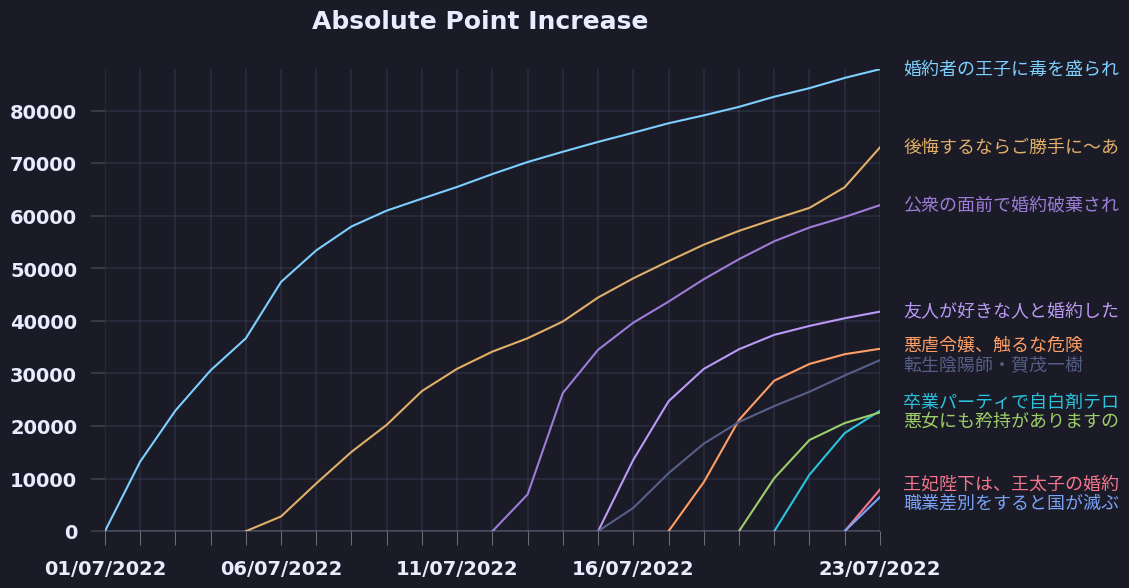 Absolute Point Increase
婚約者の王子に毒を盛られ
80000
後悔するならご勝手に〜あ
70000
公衆の面前で婚約破棄され
60000
50000
友人が好きな人と婚約した
40000
悪虐令嬢、触るな危険
転生陰陽師・賀茂一樹
30000
卒業パーティで自白剤テロ
悪女にも矜持がありますの
20000
王妃陛下は、王太子の婚約
10000
職業差別をすると国が滅ぶ
0
01/07/2022 06/07/2022 11/07/2022 16/07/2022 23/07/2022